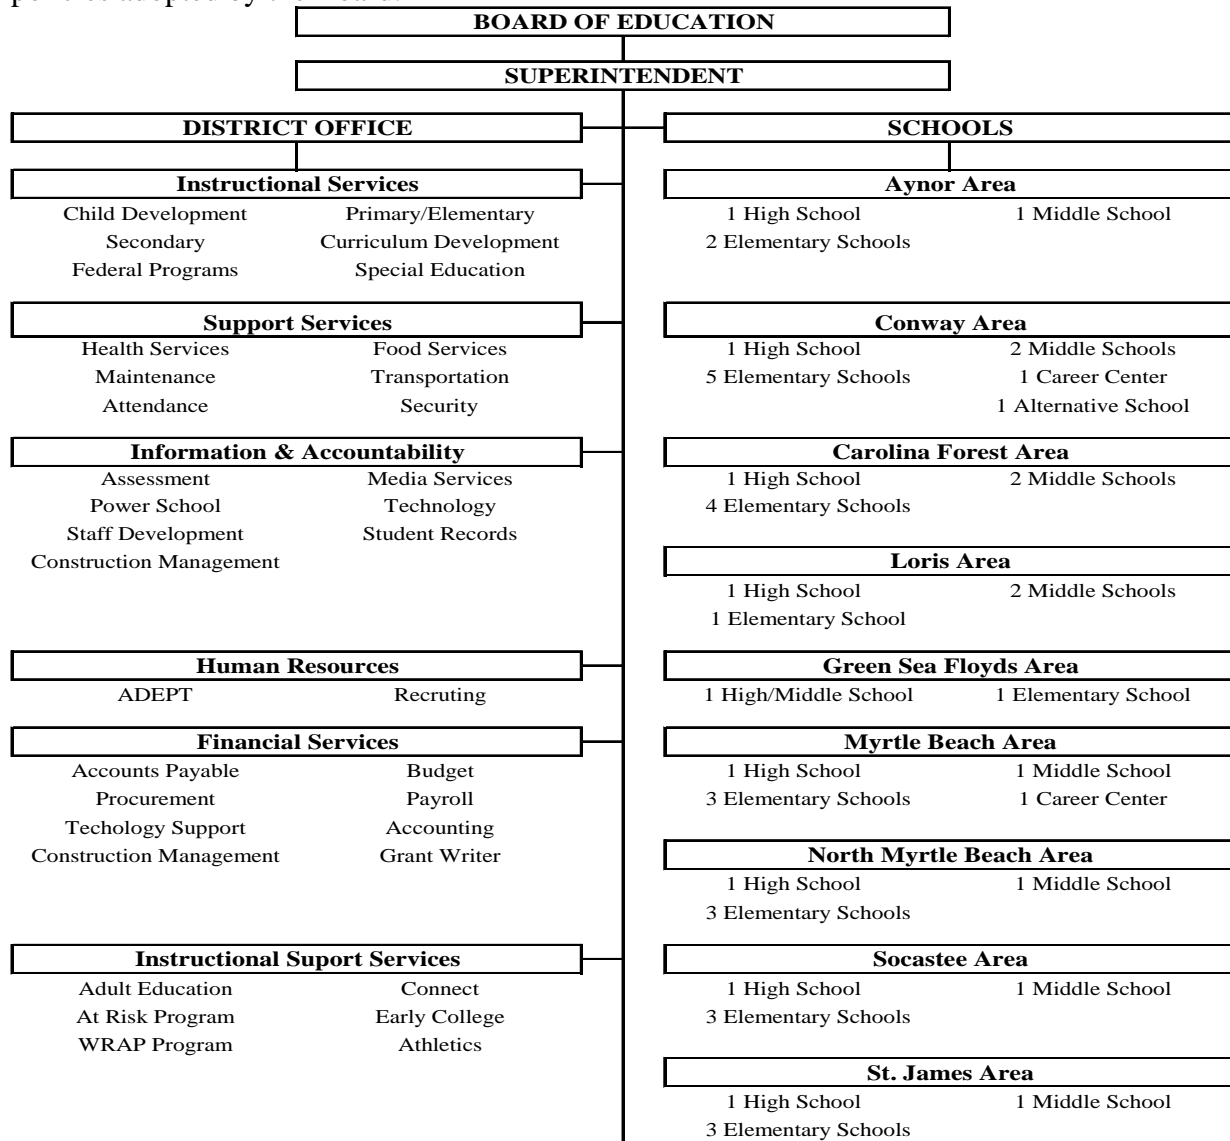 adopted by the Board.
BOARD OF EDUCATION
SUPERINTENDENT
DISTRICT OFFICE
Instructional Services
Child Development Primary/Elementary
Secondary Curriculum Development
Federal Programs Special Education
Support Services
Health Services Food Services
Maintenance Transportation
Attendance Security
Information & Accountability
Assessment Media Services
Power School Technology
Staff Development Student Records
Construction Management
Human Resources
ADEPT Recruting
Financial Services
Accounts Payable Budget
Procurement Payroll
Techology Support Accounting
Construction Management Grant Writer
Instructional Suport Services
Adult Education Connect
At Risk Program Early College
WRAP Program Athletics
SCHOOLS
Aynor Area
1 High School 1 Middle School
2 Elementary Schools
Conway Area
1 High School 2 Middle Schools
5 Elementary Schools 1 Career Center
1 Alternative School
Carolina Forest Area
1 High School 2 Middle Schools
4 Elementary Schools
Loris Area
1 High School 2 Middle Schools
1 Elementary School
Green Sea Floyds Area
1 High/Middle School 1 Elementary School
Myrtle Beach Area
1 High School 1 Middle School
3 Elementary Schools 1 Career Center
North Myrtle Beach Area
1 High School 1 Middle School
3 Elementary Schools
Socastee Area
1 High School 1 Middle School
3 Elementary Schools
St. James Area
1 High School 1 Middle School
3 Elementary Schools